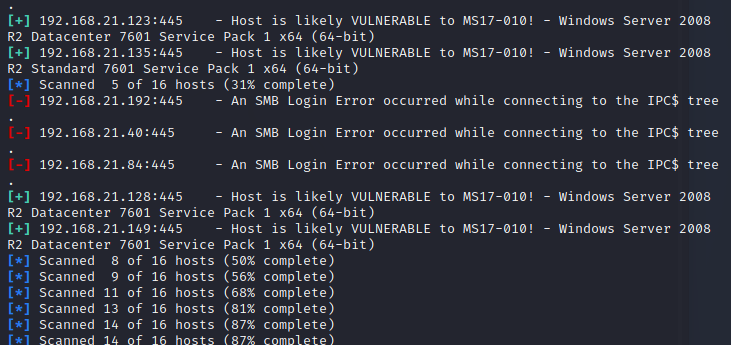 .
[+] 192.168.21.123:445    - Host is likely VULNERABLE to MS17-010! - Windows Server 2008
R2 Datacenter 7601 Service Pack 1 x64 (64-bit)
[+] 192.168.21.135:445    - Host is likely VULNERABLE to MS17-010! - Windows Server 2008
R2 Standard 7601 Service Pack 1 x64 (64-bit)
[*] Scanned  5 of 16 hosts (31% complete)
[-] 192.168.21.192:445    - An SMB Login Error occurred while connecting to the IPC$ tree
.
[-] 192.168.21.40:445     - An SMB Login Error occurred while connecting to the IPC$ tree
.
[-] 192.168.21.84:445     - An SMB Login Error occurred while connecting to the IPC$ tree
.
[+] 192.168.21.128:445    - Host is likely VULNERABLE to MS17-010! - Windows Server 2008
R2 Datacenter 7601 Service Pack 1 x64 (64-bit)
[+] 192.168.21.149:445    - Host is likely VULNERABLE to MS17-010! - Windows Server 2008
R2 Datacenter 7601 Service Pack 1 x64 (64-bit)
[*] Scanned  8 of 16 hosts (50% complete)
[*] Scanned  9 of 16 hosts (56% complete)
[*] Scanned 11 of 16 hosts (68% complete)
[*] Scanned 13 of 16 hosts (81% complete)
[*] Scanned 14 of 16 hosts (87% complete)
[*] Scanned 14 of 16 hosts (87% complete)